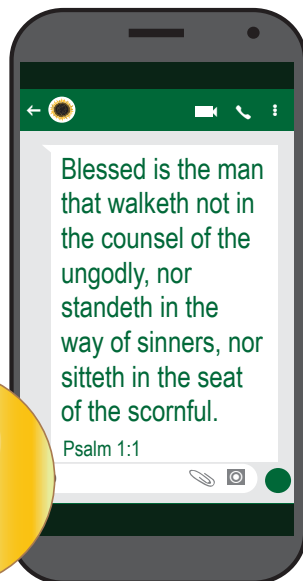 Blessed is the man
that walketh not in
the counsel of the
ungodly, nor
standeth in the
way of sinners, nor
sitteth in the seat
of the scornful.
Psalm 1:1